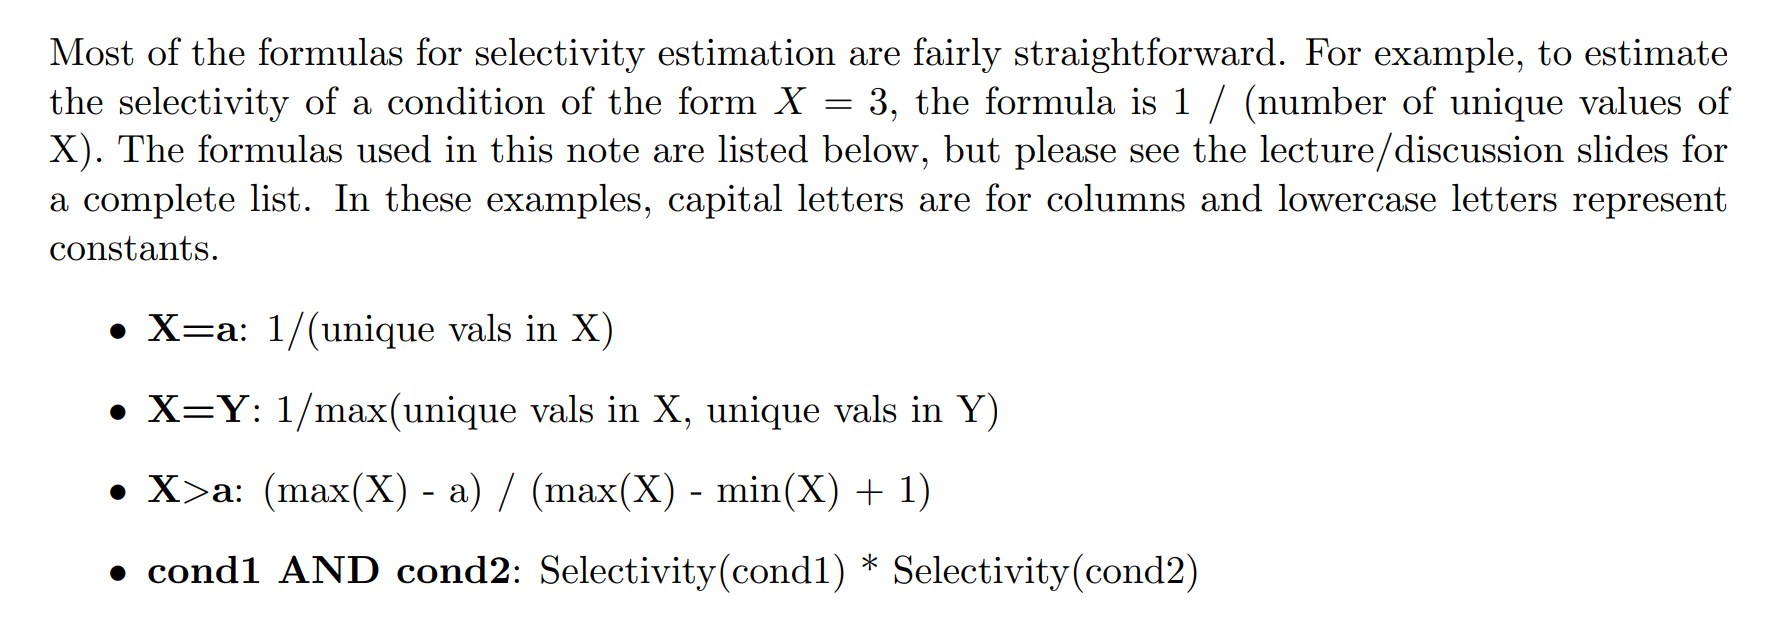 Most of the formulas for selectivity estimation are fairly straightforward. For example, to estimate
the selectivity of a condition of the form X = 3, the formula is 1 / (number of unique values of
X). The formulas used in this note are listed below, but please see the lecture/discussion slides for
a complete list. In these examples, capital letters are for columns and lowercase letters represent
constants.
• X=a: 1/(unique vals in X)
• X=Y: 1/max(unique vals in X, unique vals in Y)
• X>a: (max(X) - a) / (max(X) - min(X) + 1)
• cond1 AND cond2: Selectivity(cond1) * Selectivity(cond2)